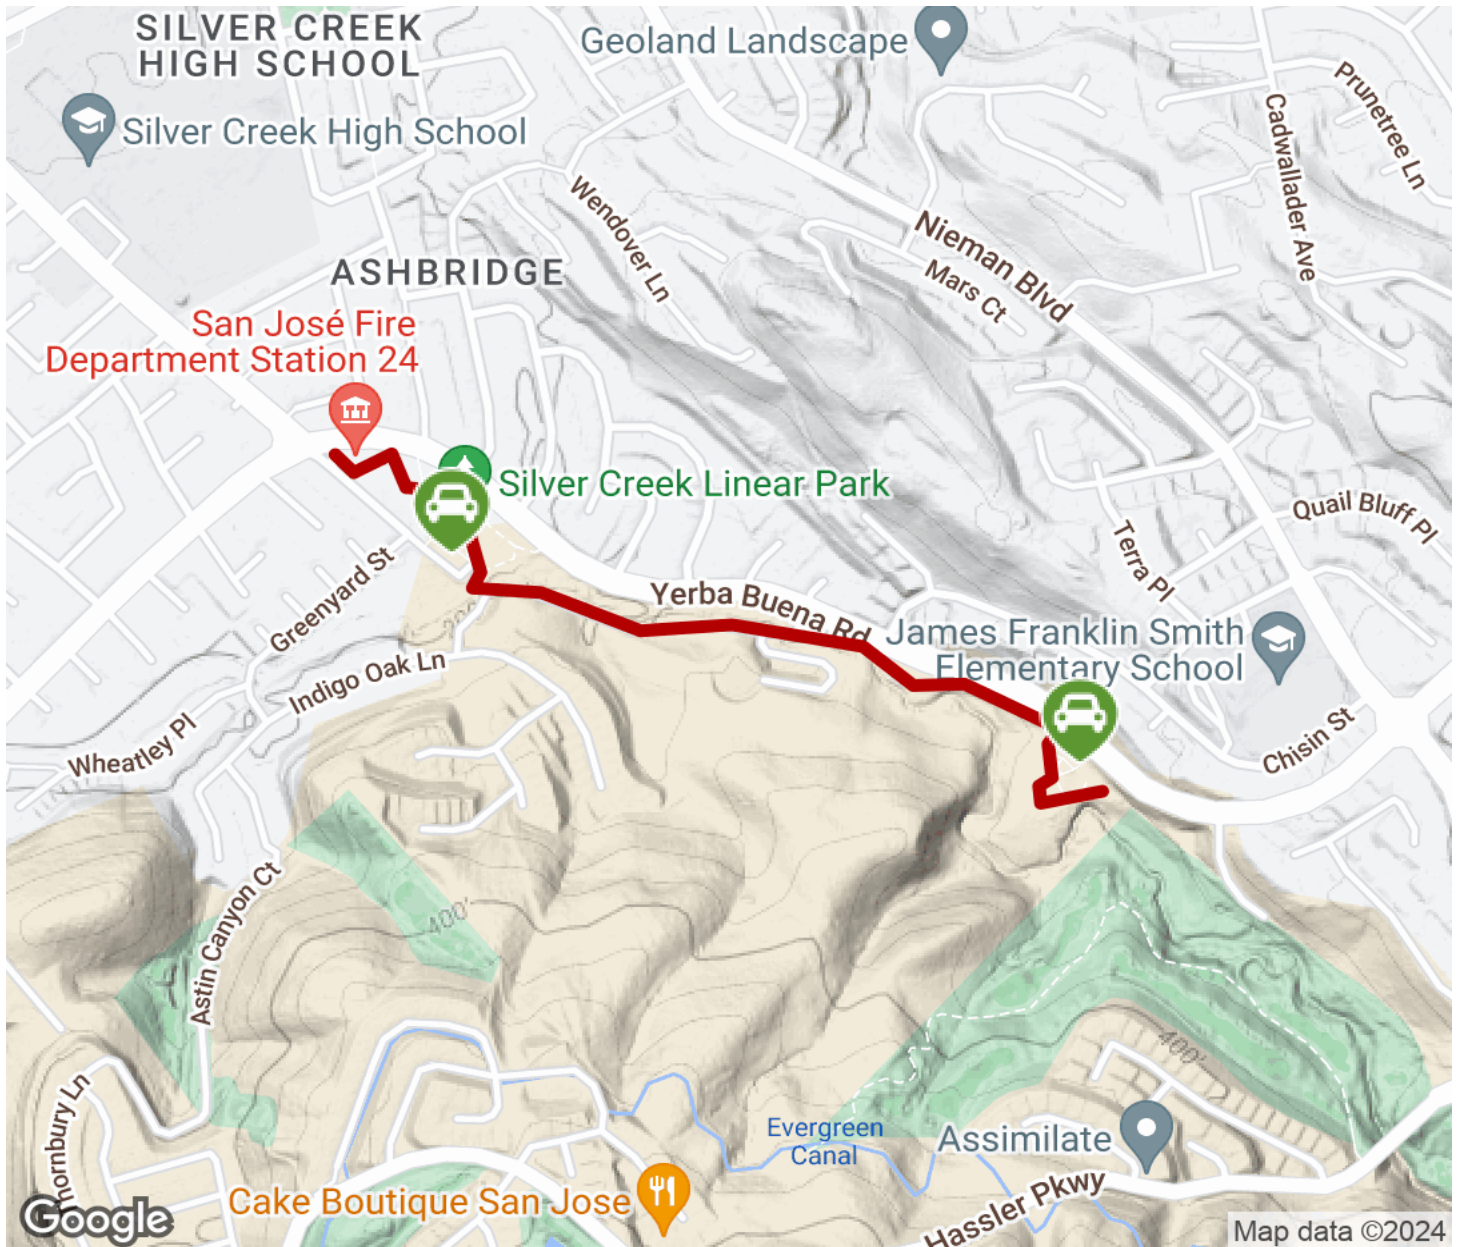 SILVER CREEK
HIGH SCHOOL
Geoland Landscape
Silver Creek High School
Prunetree Ln
Cadwallader Ave
Wendover Ln
Nieman Blvd
Mars Ct
ASHBRIDGE
San José Fire
Department Station 24
Silver Creek Linear Park
Quail Bluff Pl
Terra Pl
Greenyard St
Yerba Buena Rd
James Franklin Smith
Elementary School
Indigo Oak Ln
Wheatley Pl
Chisin St
Astin Canyon Ct
400'
400'
Thornbury Ln
Evergreen
Canal
Assimilate
Cake Boutique San Jose
Hassler Pkwy
Google
Map data ©2024